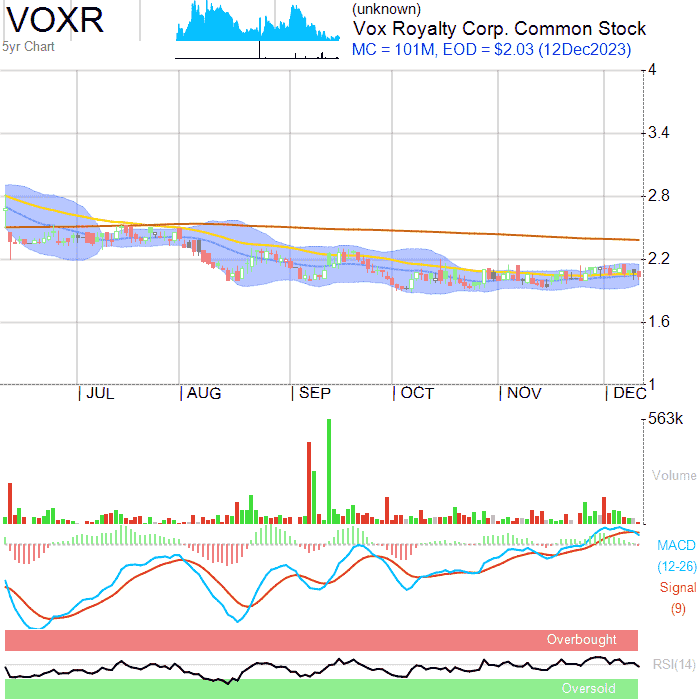 VOXR
5yr Chart
(unknown)
Vox Royalty Corp. Common Stock
MC = 101M, EOD = $2.03 (12Dec2023)
4
3.4
2.8
2.2
1.6
1
JUL AUG SEP OCT NOV DEC
563k
Volume
MACD
(12-26)
Signal
(9)
Overbought
RSI(14)
Oversold